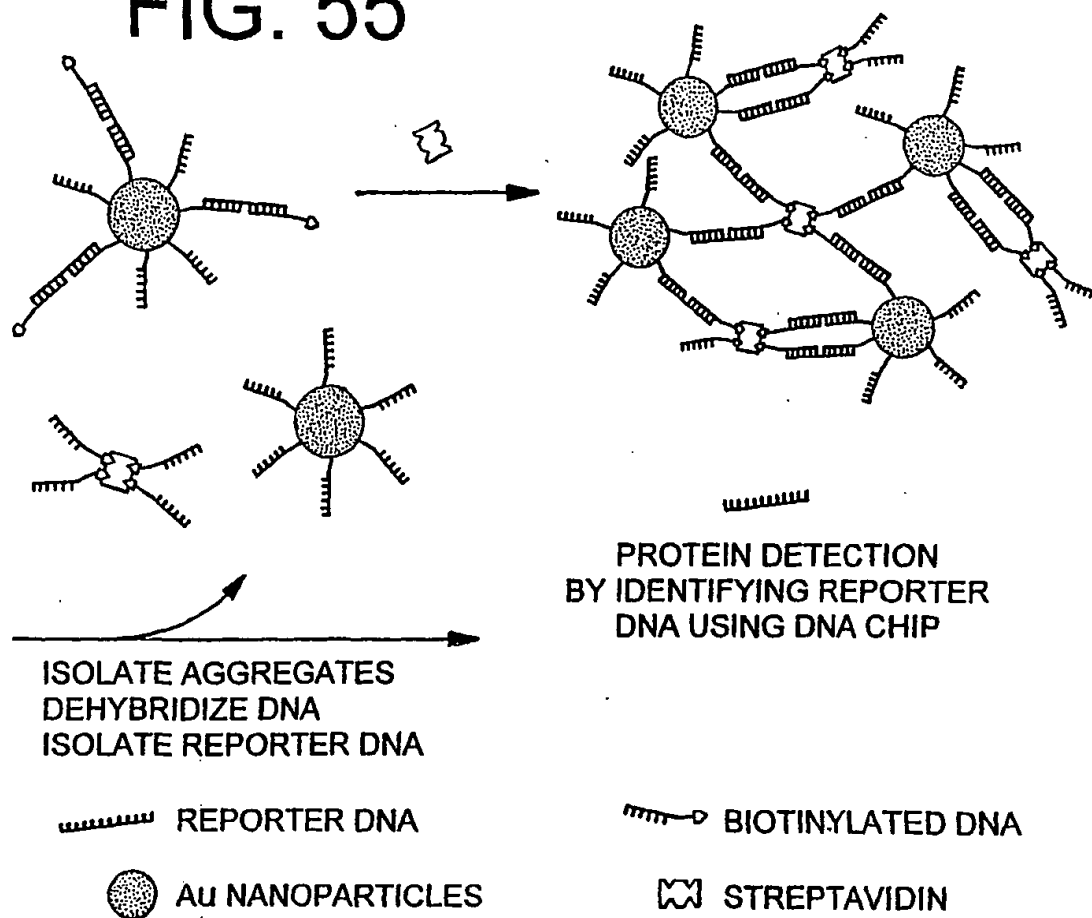 FIG. 55
PROTEIN DETECTION
BY IDENTIFYING REPORTER
DNA USING DNA CHIP
ISOLATE AGGREGATES
DEHYBRIDIZE DNA
ISOLATE REPORTER DNA
REPORTER DNA
BIOTINYLATED DNA
Au NANOPARTICLES
STREPTAVIDIN